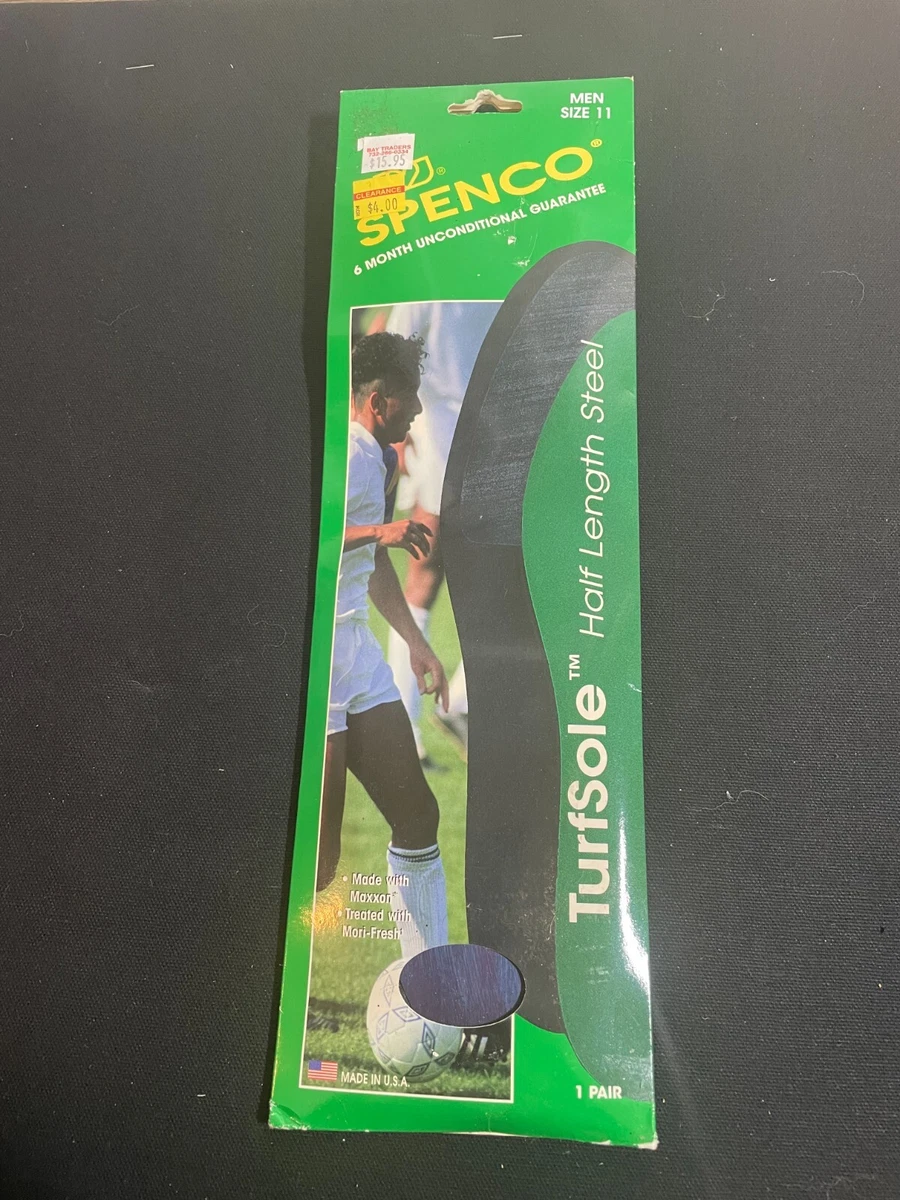 MEN
SIZE 11
BAY TRADERS
$15.95
CLEARANCE
$4.00
SPENCO®
6 MONTH UNCONDITIONAL GUARANTEE
TurfSole™ Half Length Steel
• Made with
Maxxon
• Treated with
Mori-Fresh
MADE IN U.S.A.
1 PAIR